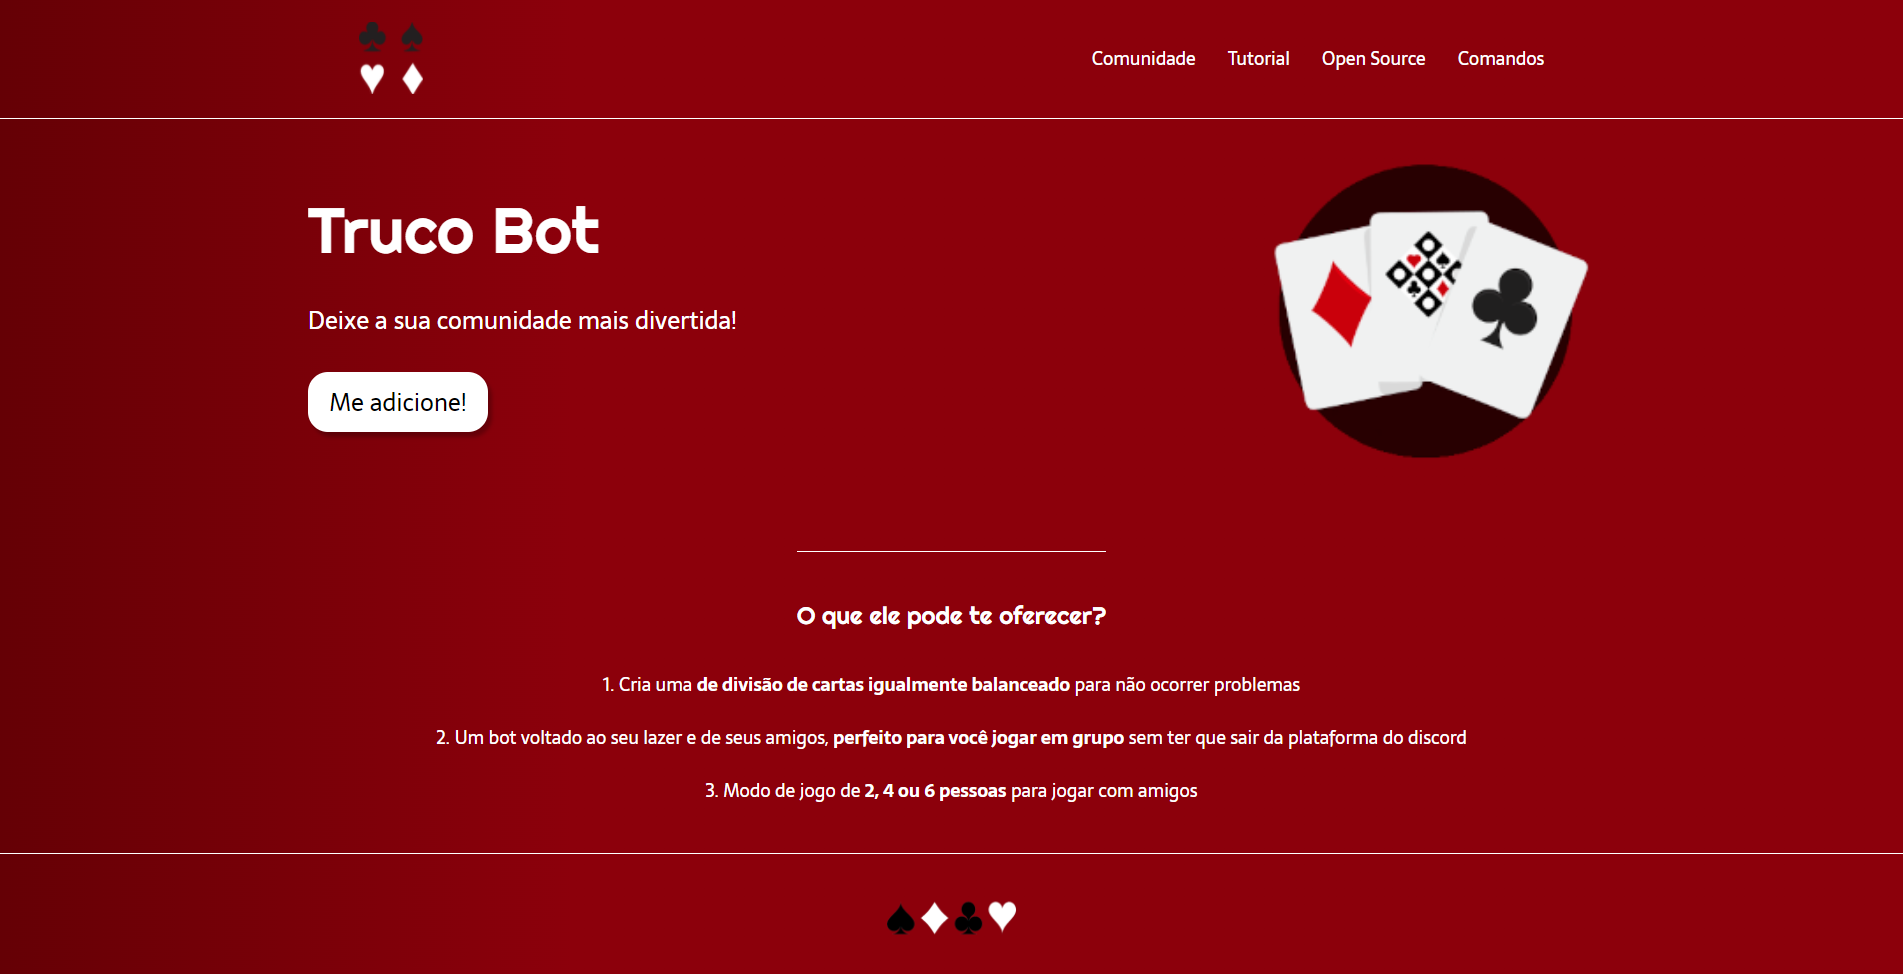 Comunidade Tutorial Open Source Comandos
Truco Bot
Deixe a sua comunidade mais divertida!
Me adicione!
O que ele pode te oferecer?
1. Cria uma de divisão de cartas igualmente balanceado para não ocorrer problemas
2. Um bot voltado ao seu lazer e de seus amigos, perfeito para você jogar em grupo sem ter que sair da plataforma do discord
3. Modo de jogo de 2, 4 ou 6 pessoas para jogar com amigos